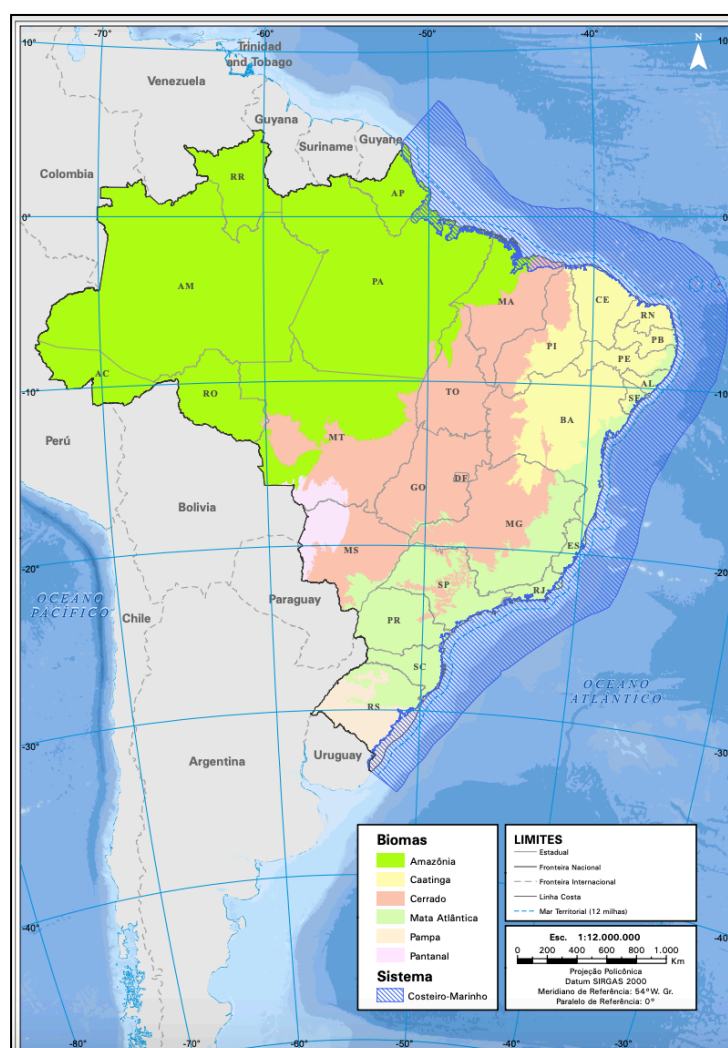 -70°
-60°
-50°
-40°
10°
10
N
Trinidad
and Tobago
Venezuela
Guyana
Suriname
Guyane
Colombia
RR
AP
0°
0°
AM
PA
MA
CE
RN
PB
PI
PE
AL
SE
AC
RO
TO
BA
-10°
-10
MT
Perú
Bolivia
GO
DF
MG
ES
MS
SP
RJ
-20°
-20°
OCEANO
PACÍFICO
Chile
Paraguay
PR
SC
RS
OCEANO
ATLÂNTICO
-30°
-30°
Uruguay
Argentina
Biomas
Amazônia
Caatinga
Cerrado
Mata Atlântica
Pampa
Pantanal
Sistema
Costeiro-Marinho
LIMITES
Estadual
Fronteira Nacional
Fronteira Internacional
Linha Costa
Mar Territorial (12 milhas)
Esc. 1:12.000.000
0 200 400 600 800 1.000
Km
Projeção Policônica
Datum SIRGAS 2000
Meridiano de Referência: 54°W. Gr.
Paralelo de Referência: 0°
-40°
-40°
-80°
-70°
-60°
-50°
-40°
-30°